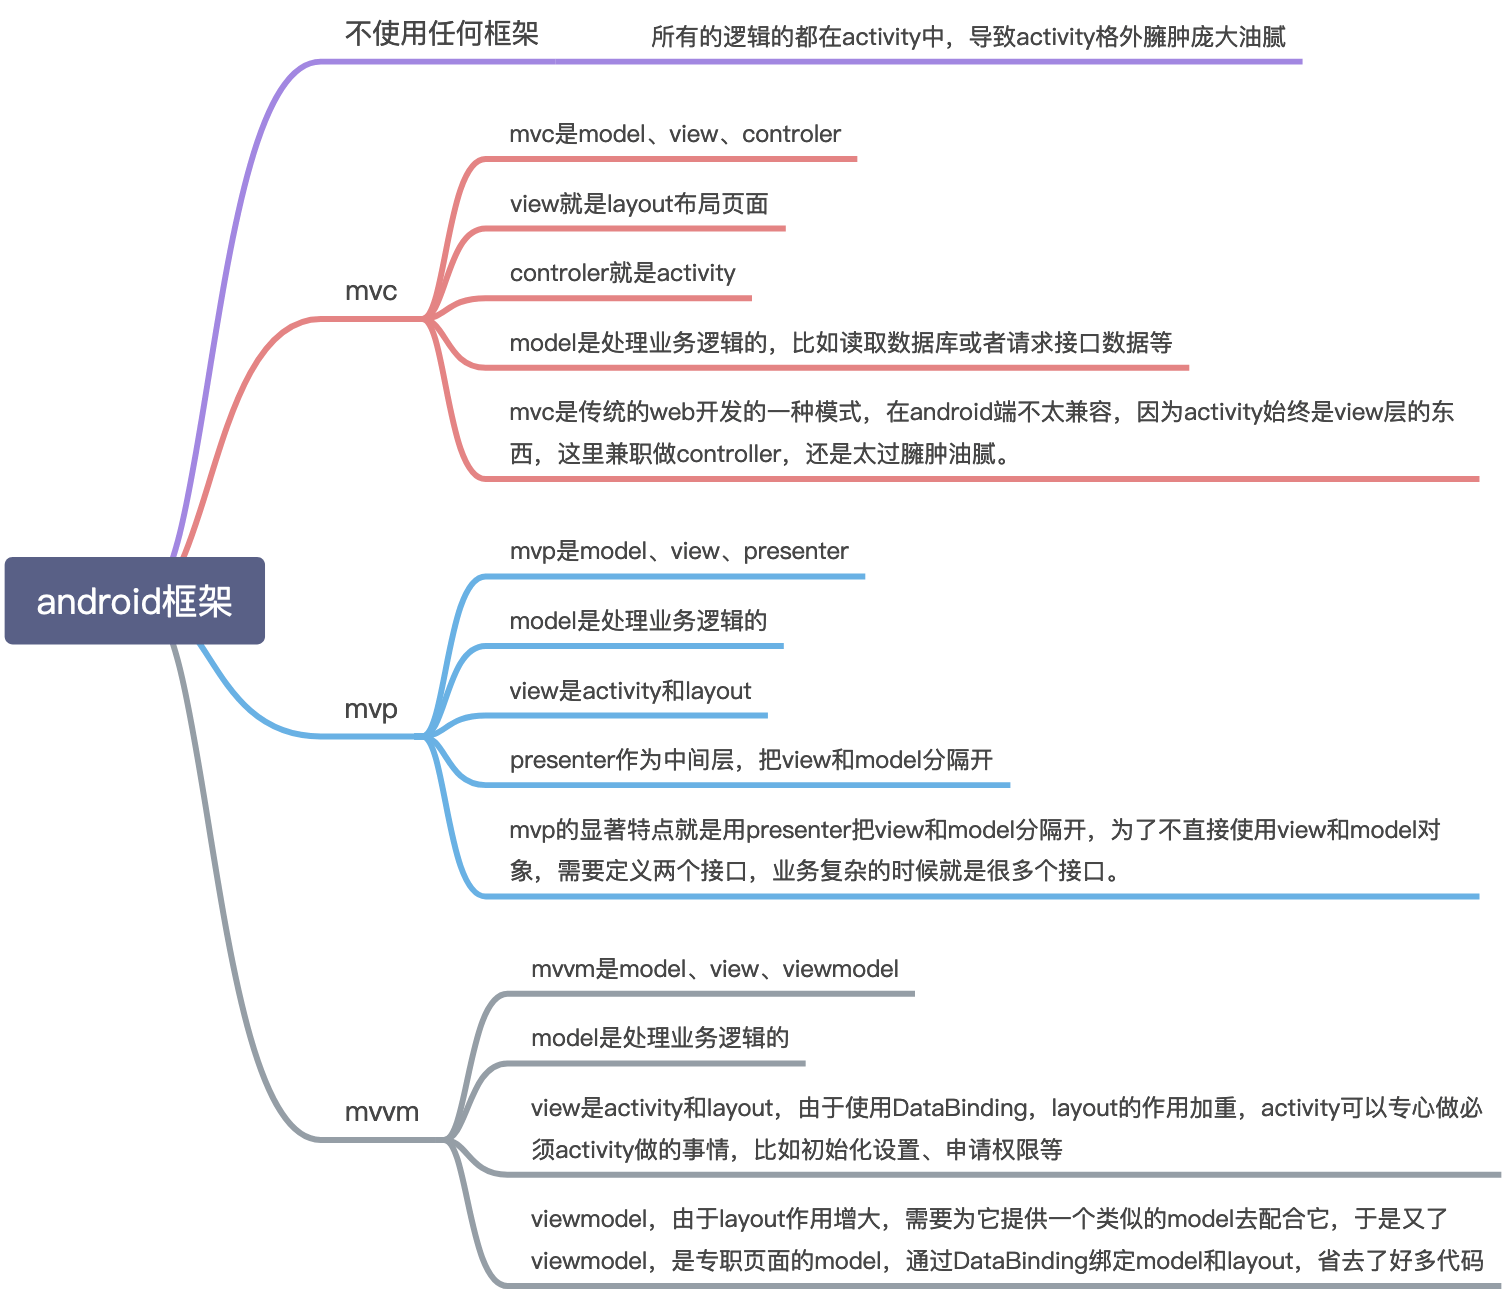 不使用任何框架
所有的逻辑的都在activity中，导致activity格外臃肿庞大油腻
mvc是model、view、controler
view就是layout布局页面
controler就是activity
mvc
model是处理业务逻辑的，比如读取数据库或者请求接口数据等
mvc是传统的web开发的一种模式，在android端不太兼容，因为activity始终是view层的东
西，这里兼职做controller，还是太过臃肿油腻。
android框架
mvp是model、view、presenter
model是处理业务逻辑的
view是activity和layout
mvp
presenter作为中间层，把view和model分隔开
mvp的显著特点就是用presenter把view和model分隔开，为了不直接使用view和model对
象，需要定义两个接口，业务复杂的时候就是很多个接口。
mvvm是model、view、viewmodel
model是处理业务逻辑的
mvvm
view是activity和layout，由于使用DataBinding，layout的作用加重，activity可以专心做必
须activity做的事情，比如初始化设置、申请权限等
viewmodel，由于layout作用增大，需要为它提供一个类似的model去配合它，于是又了
viewmodel，是专职页面的model，通过DataBinding绑定model和layout，省去了好多代码